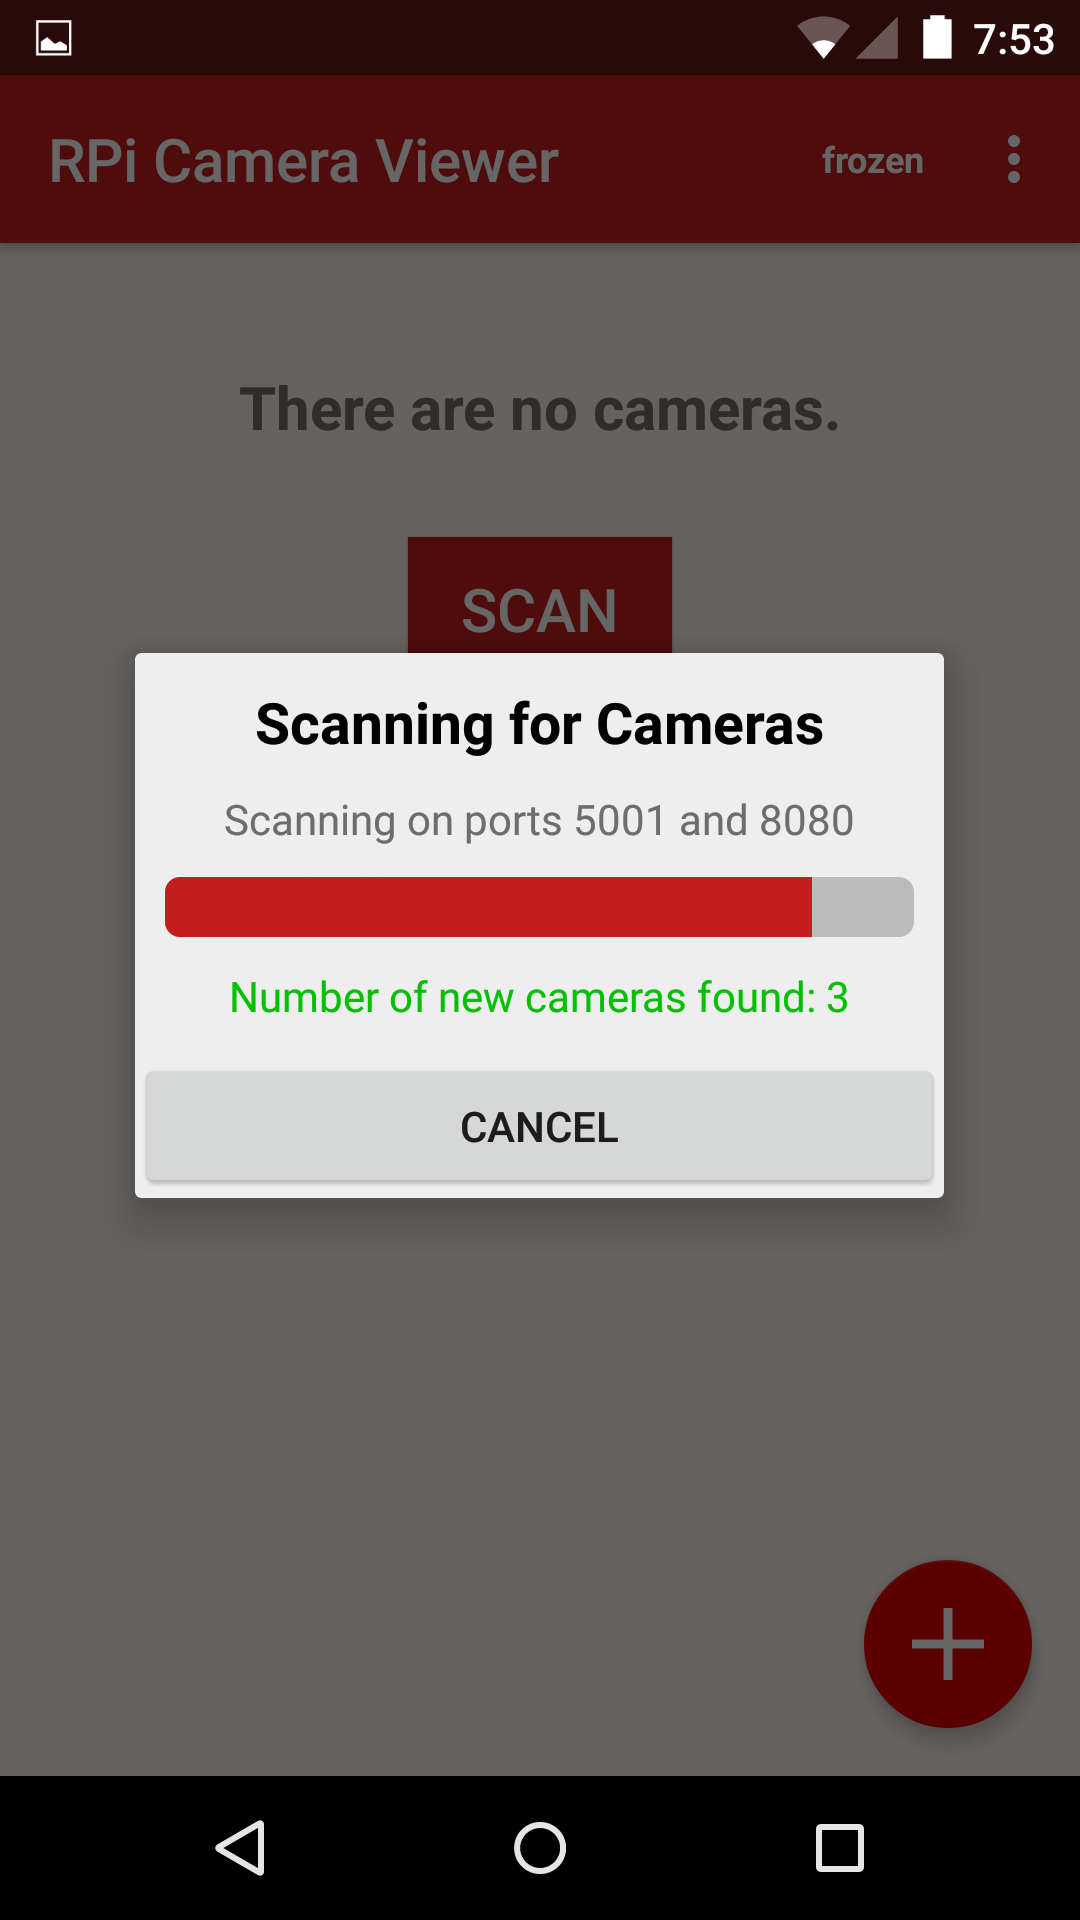 7:53
RPi Camera Viewer
frozen
There are no cameras.
SCAN
Scanning for Cameras
Scanning on ports 5001 and 8080
Number of new cameras found: 3
CANCEL